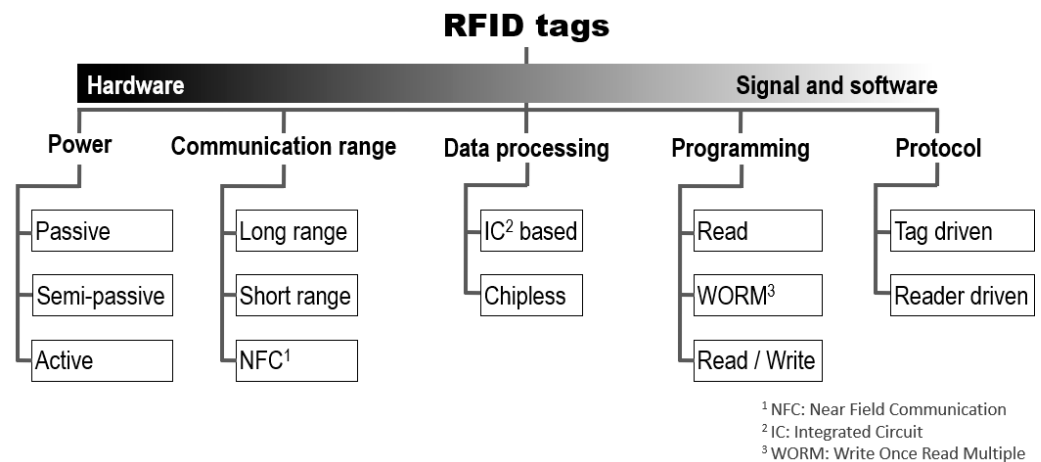 RFID tags
Hardware
Signal and software
Power
Communication range
Data processing
Programming
Protocol
Passive
Semi-passive
Active
Long range
Short range
NFC¹
IC² based
Chipless
Read
WORM³
Read / Write
Tag driven
Reader driven
¹ NFC: Near Field Communication
² IC: Integrated Circuit
³ WORM: Write Once Read Multiple